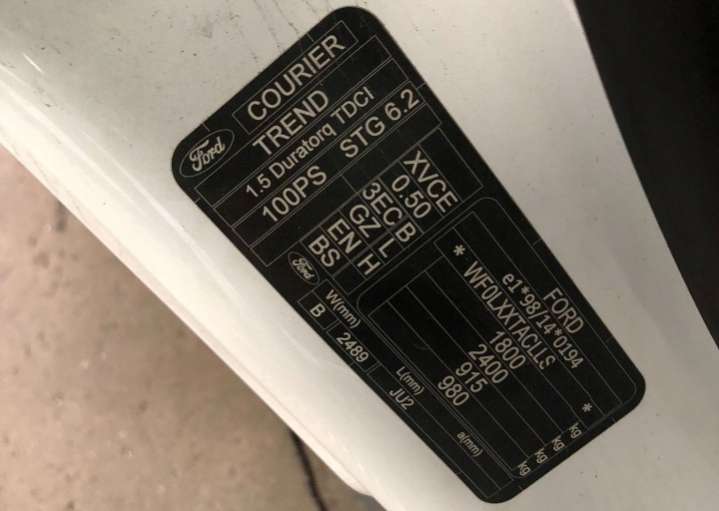 Ford COURIER
TREND
1.5 Duratorq TDCI
100PS STG 6.2
XVCE
0.50
3EC B
GZ L
EN H
BS
FORD
e1*98/14*0194
* WF0LXXTACLLS *
1800 kg
2400 kg
915 kg
980 kg
Ford W(mm) L(mm) a(mm)
B 2489 JU2